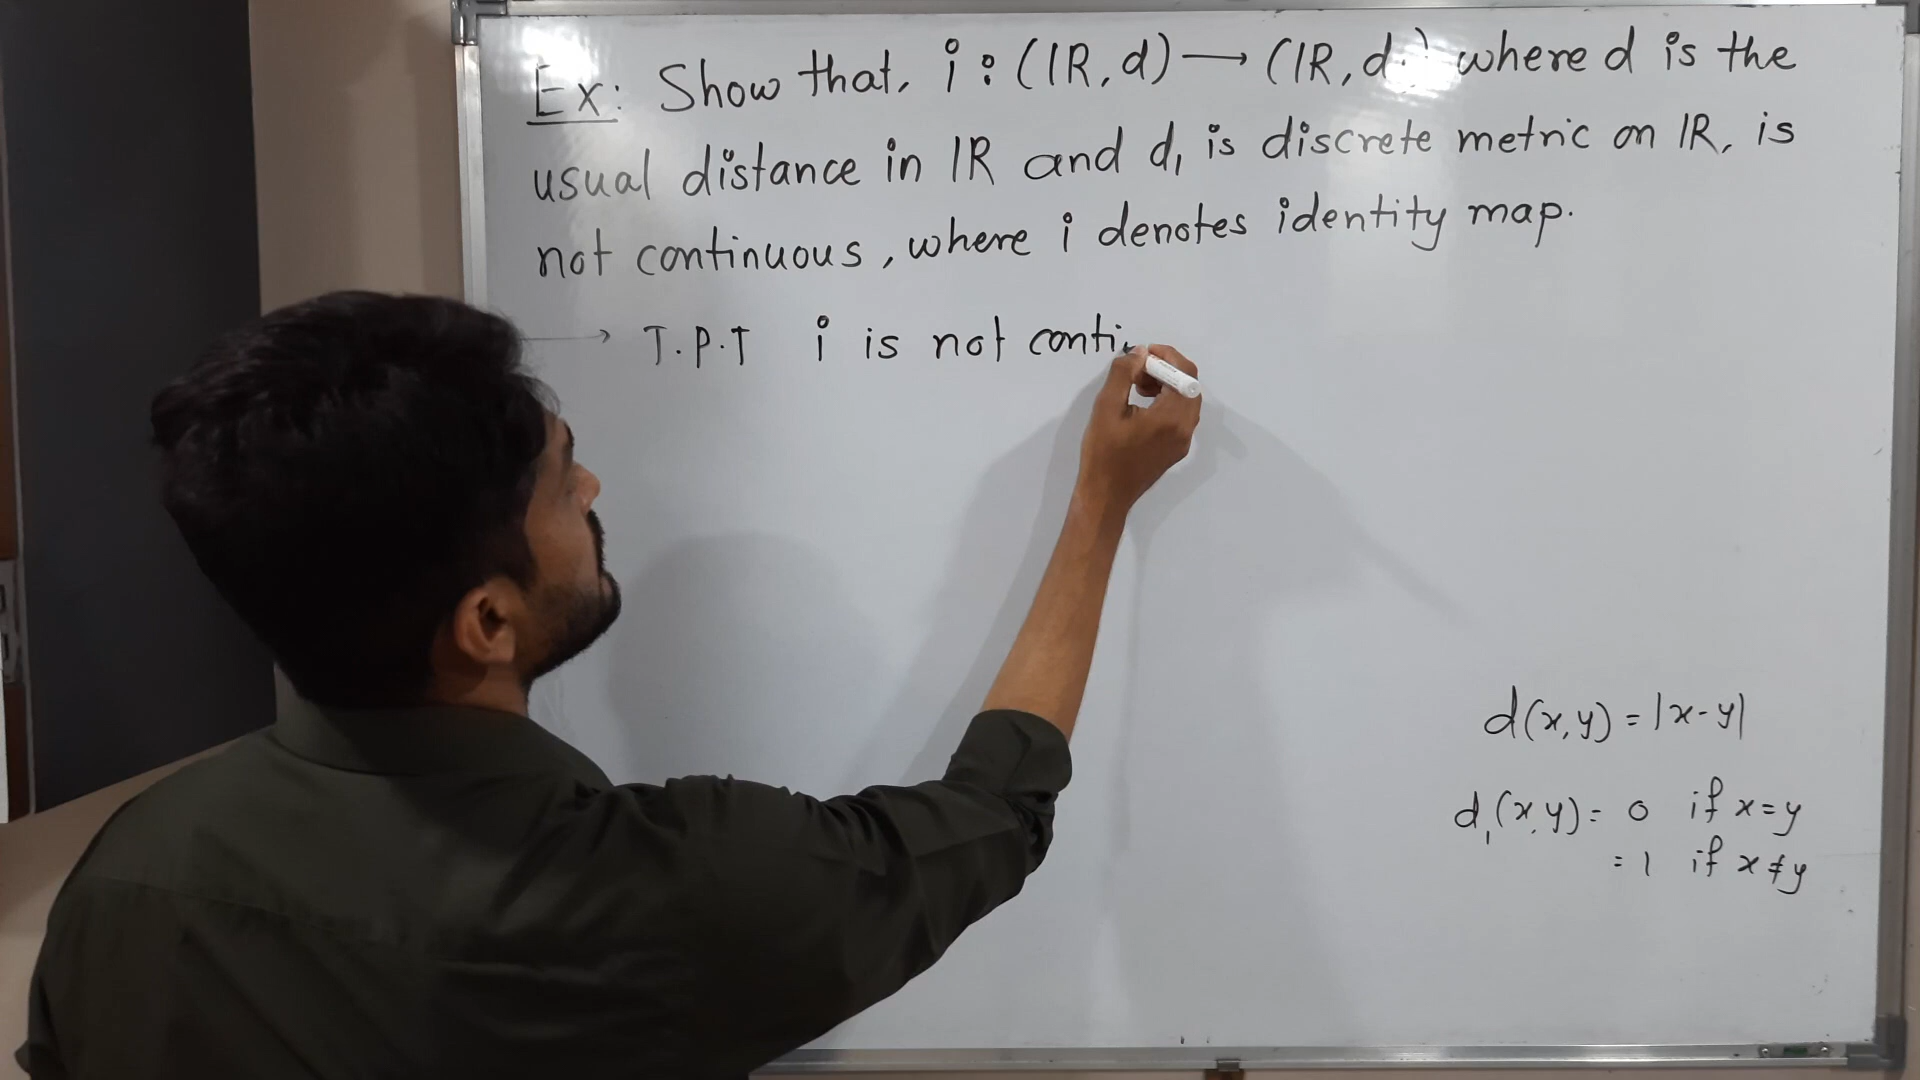 Ex: Show that, i : (IR, d) → (IR, d₁) where d is the
usual distance in IR and d₁ is discrete metric on IR, is
not continuous, where i denotes identity map.
→ T.P.T i is not conti
d(x,y) = |x-y|
d₁(x,y) = 0 if x=y
= 1 if x≠y